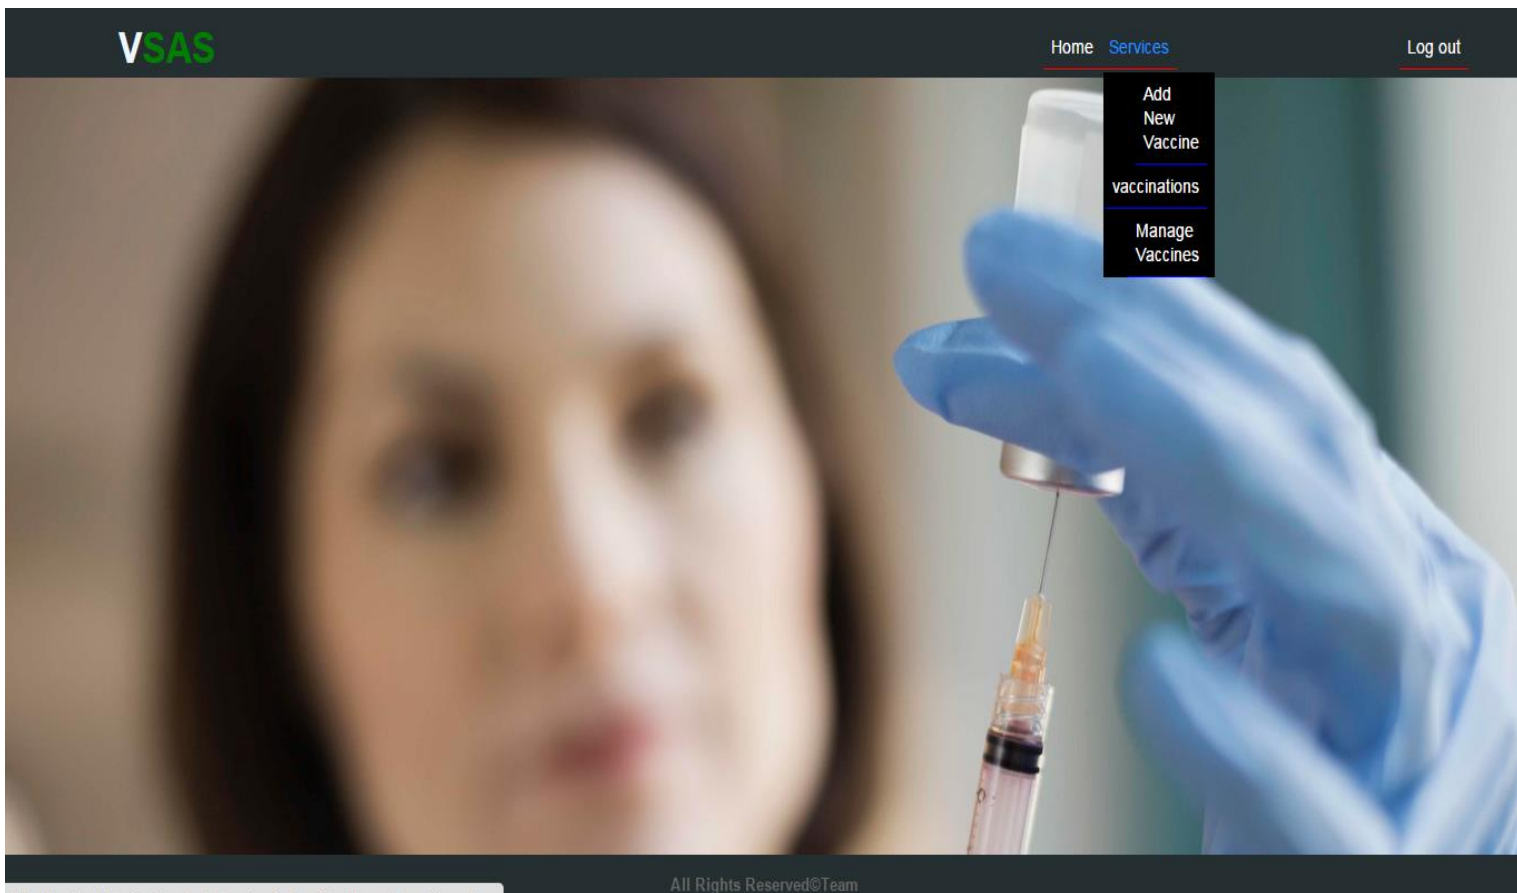 VSAS
Home Services Log out
Add
New
Vaccine
vaccinations
Manage
Vaccines
All Rights Reserved©Team